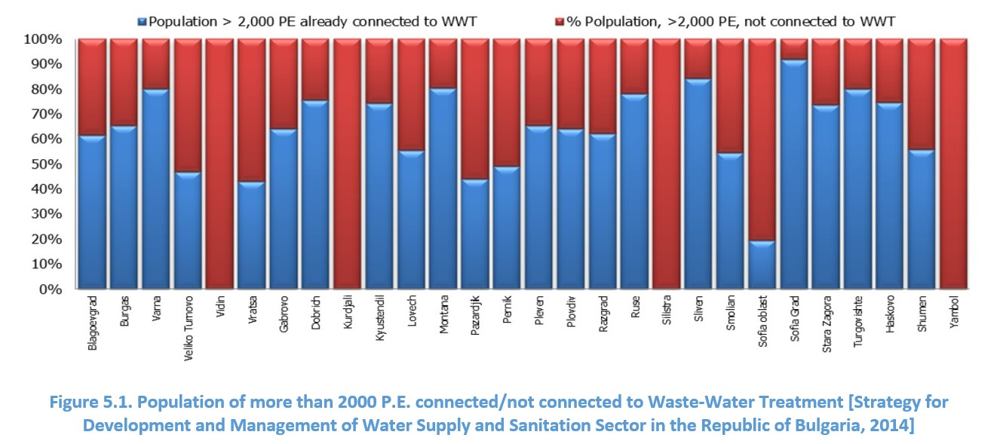 Population > 2,000 PE already connected to WWT
% Polpulation, >2,000 PE, not connected to WWT
100%
90%
80%
70%
60%
50%
40%
30%
20%
10%
0%
Blagoevgrad
Burgas
Varna
Veliko Turnovo
Vidin
Vratsa
Gabrovo
Dobrich
Kurdjali
Kyustendil
Lovech
Montana
Pazardjk
Pernik
Pleven
Plovdiv
Razgrad
Ruse
Silistra
Sliven
Smolian
Sofia oblast
Sofia Grad
Stara Zagora
Turgovishte
Haskovo
Shumen
Yambol
Figure 5.1. Population of more than 2000 P.E. connected/not connected to Waste-Water Treatment [Strategy for
Development and Management of Water Supply and Sanitation Sector in the Republic of Bulgaria, 2014]